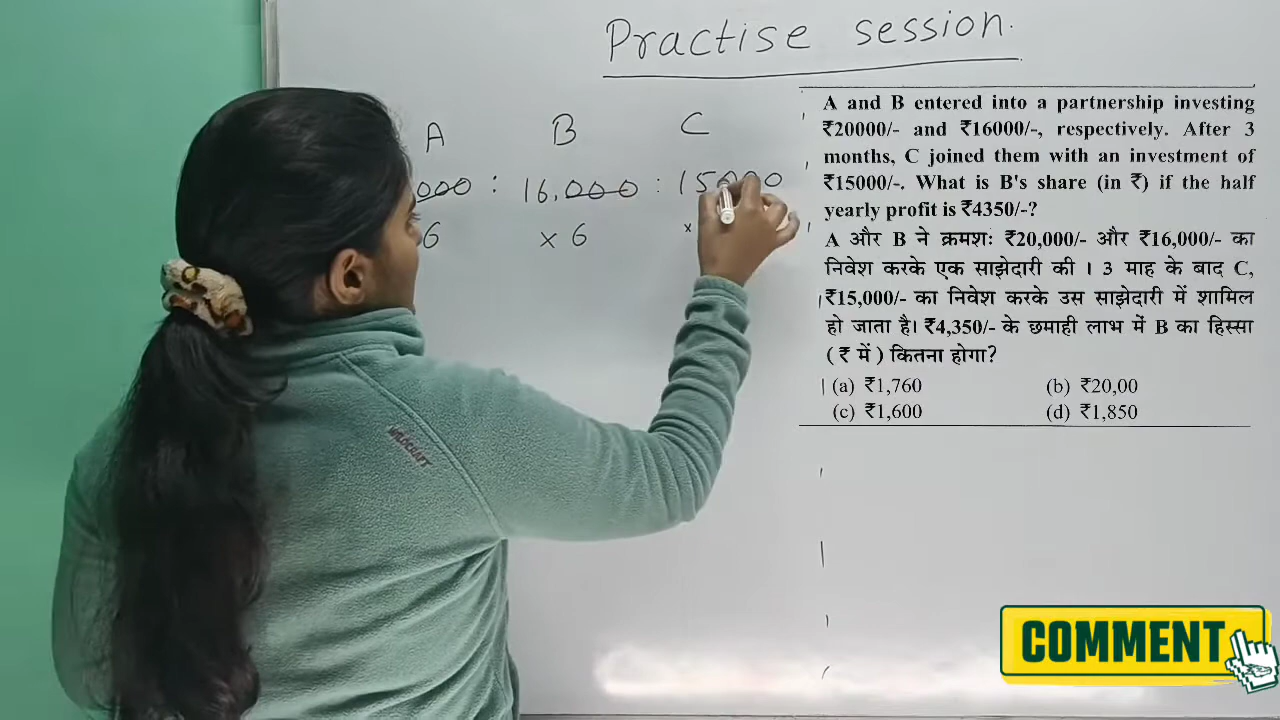 Practise session.
A B C
000 : 16,000 : 15000
6 × 6 ×
A and B entered into a partnership investing
₹20000/- and ₹16000/-, respectively. After 3
months, C joined them with an investment of
₹15000/-. What is B's share (in ₹) if the half
yearly profit is ₹4350/-?
A और B ने क्रमशः ₹20,000/- और ₹16,000/- का
निवेश करके एक साझेदारी की । 3 माह के बाद C,
₹15,000/- का निवेश करके उस साझेदारी में शामिल
हो जाता है। ₹4,350/- के छमाही लाभ में B का हिस्सा
( ₹ में ) कितना होगा?
(a) ₹1,760 (b) ₹20,00
(c) ₹1,600 (d) ₹1,850
WILDCRAFT
COMMENT